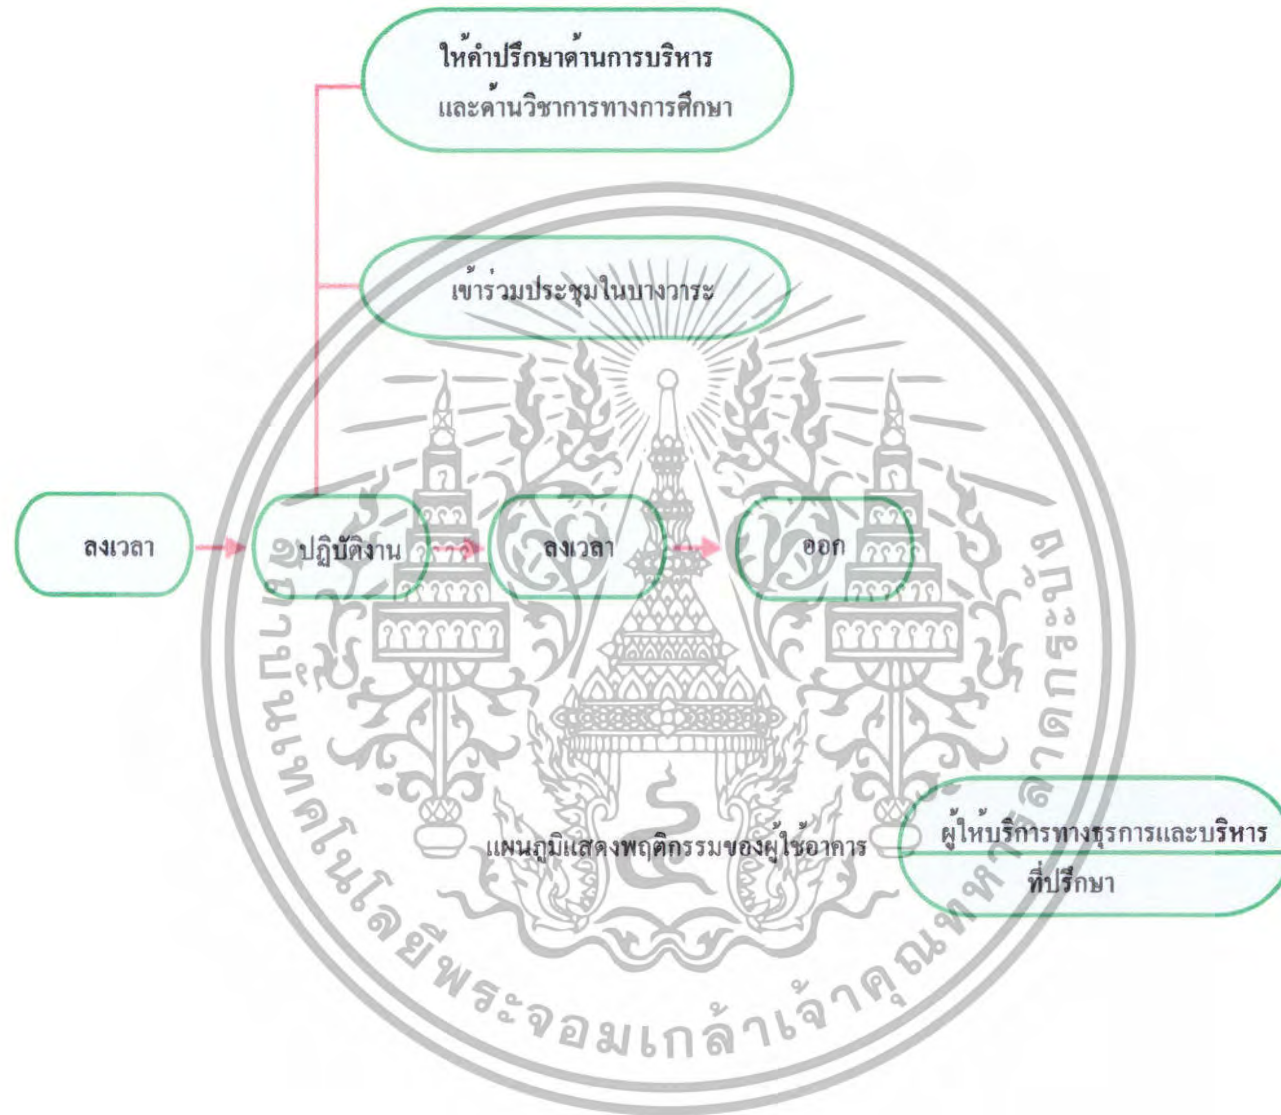 ให้คำปรึกษาด้านการบริหาร
และด้านวิชาการทางการศึกษา
เข้าร่วมประชุมในบางวาระ
ลงเวลา
ปฏิบัติงาน
ลงเวลา
ออก
แผนภูมิแสดงพฤติกรรมของผู้ใช้อาคาร
ผู้ให้บริการทางธุรการและบริหาร
ที่ปรึกษา
สถาบันเทคโนโลยีพระจอมเกล้าเจ้าคุณทหารลาดกระบัง